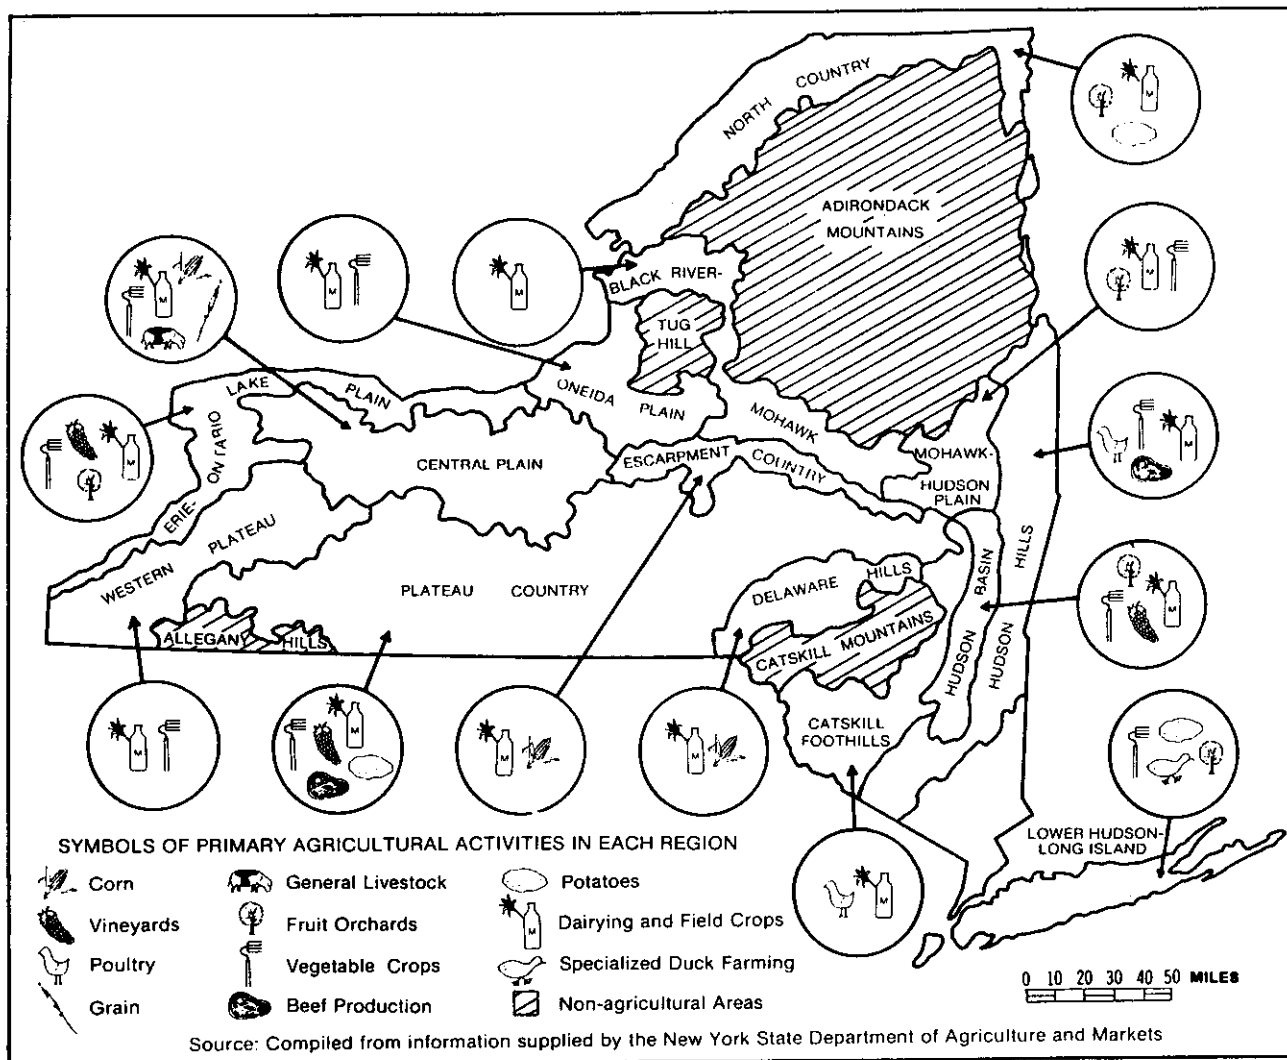 NORTH COUNTRY
ADIRONDACK
MOUNTAINS
BLACK RIVER-
TUG
HILL
ONEIDA PLAIN
LAKE PLAIN
ERIE-ONTARIO
MOHAWK
ESCARPMENT COUNTRY
CENTRAL PLAIN
MOHAWK-
HUDSON
PLAIN
WESTERN PLATEAU
PLATEAU COUNTRY
DELAWARE HILLS
HUDSON BASIN
HUDSON HILLS
ALLEGANY HILLS
CATSKILL MOUNTAINS
CATSKILL
FOOTHILLS
LOWER HUDSON-
LONG ISLAND
M
M
M
M
M
M
M
M
M
M
M
M
M
SYMBOLS OF PRIMARY AGRICULTURAL ACTIVITIES IN EACH REGION
Corn
General Livestock
Potatoes
Vineyards
Fruit Orchards
M
Dairying and Field Crops
Poultry
Vegetable Crops
Specialized Duck Farming
Grain
Beef Production
Non-agricultural Areas
0 10 20 30 40 50 MILES
Source: Compiled from information supplied by the New York State Department of Agriculture and Markets